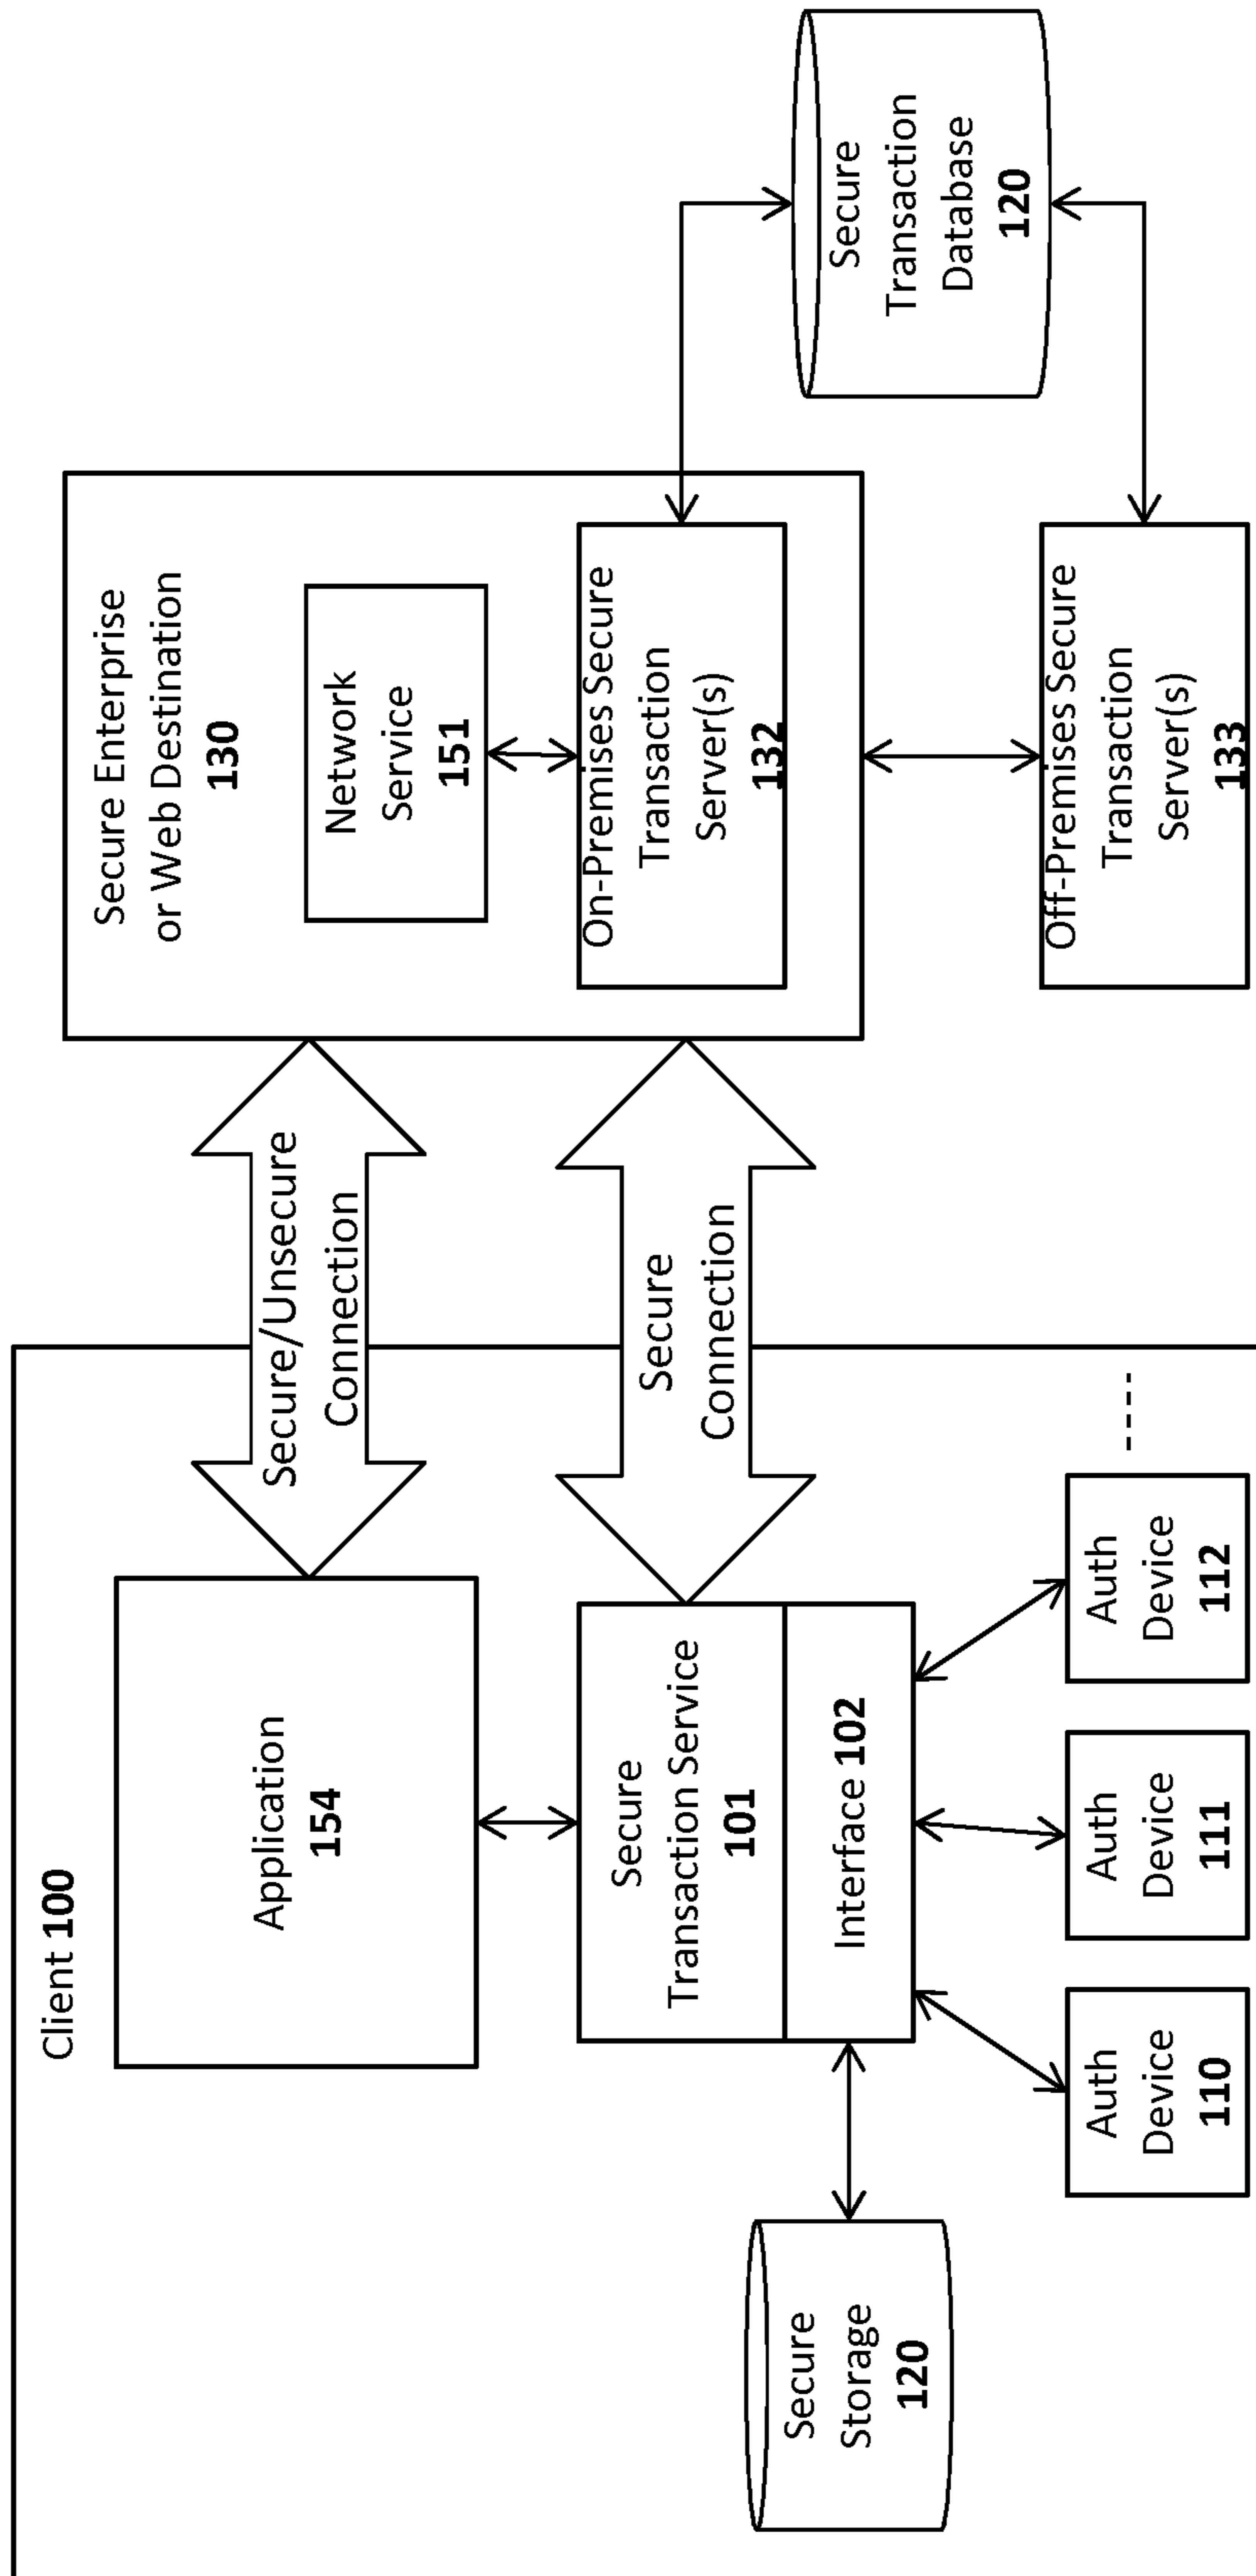 Client 100
Application
154
Secure
Transaction Service
101
Interface 102
Secure
Storage
120
Auth
Device
110
Auth
Device
111
Auth
Device
112
Secure/Unsecure
Connection
Secure
Connection
Secure Enterprise
or Web Destination
130
Network
Service
151
On-Premises Secure
Transaction
Server(s)
132
Off-Premises Secure
Transaction
Server(s)
133
Secure
Transaction
Database
120